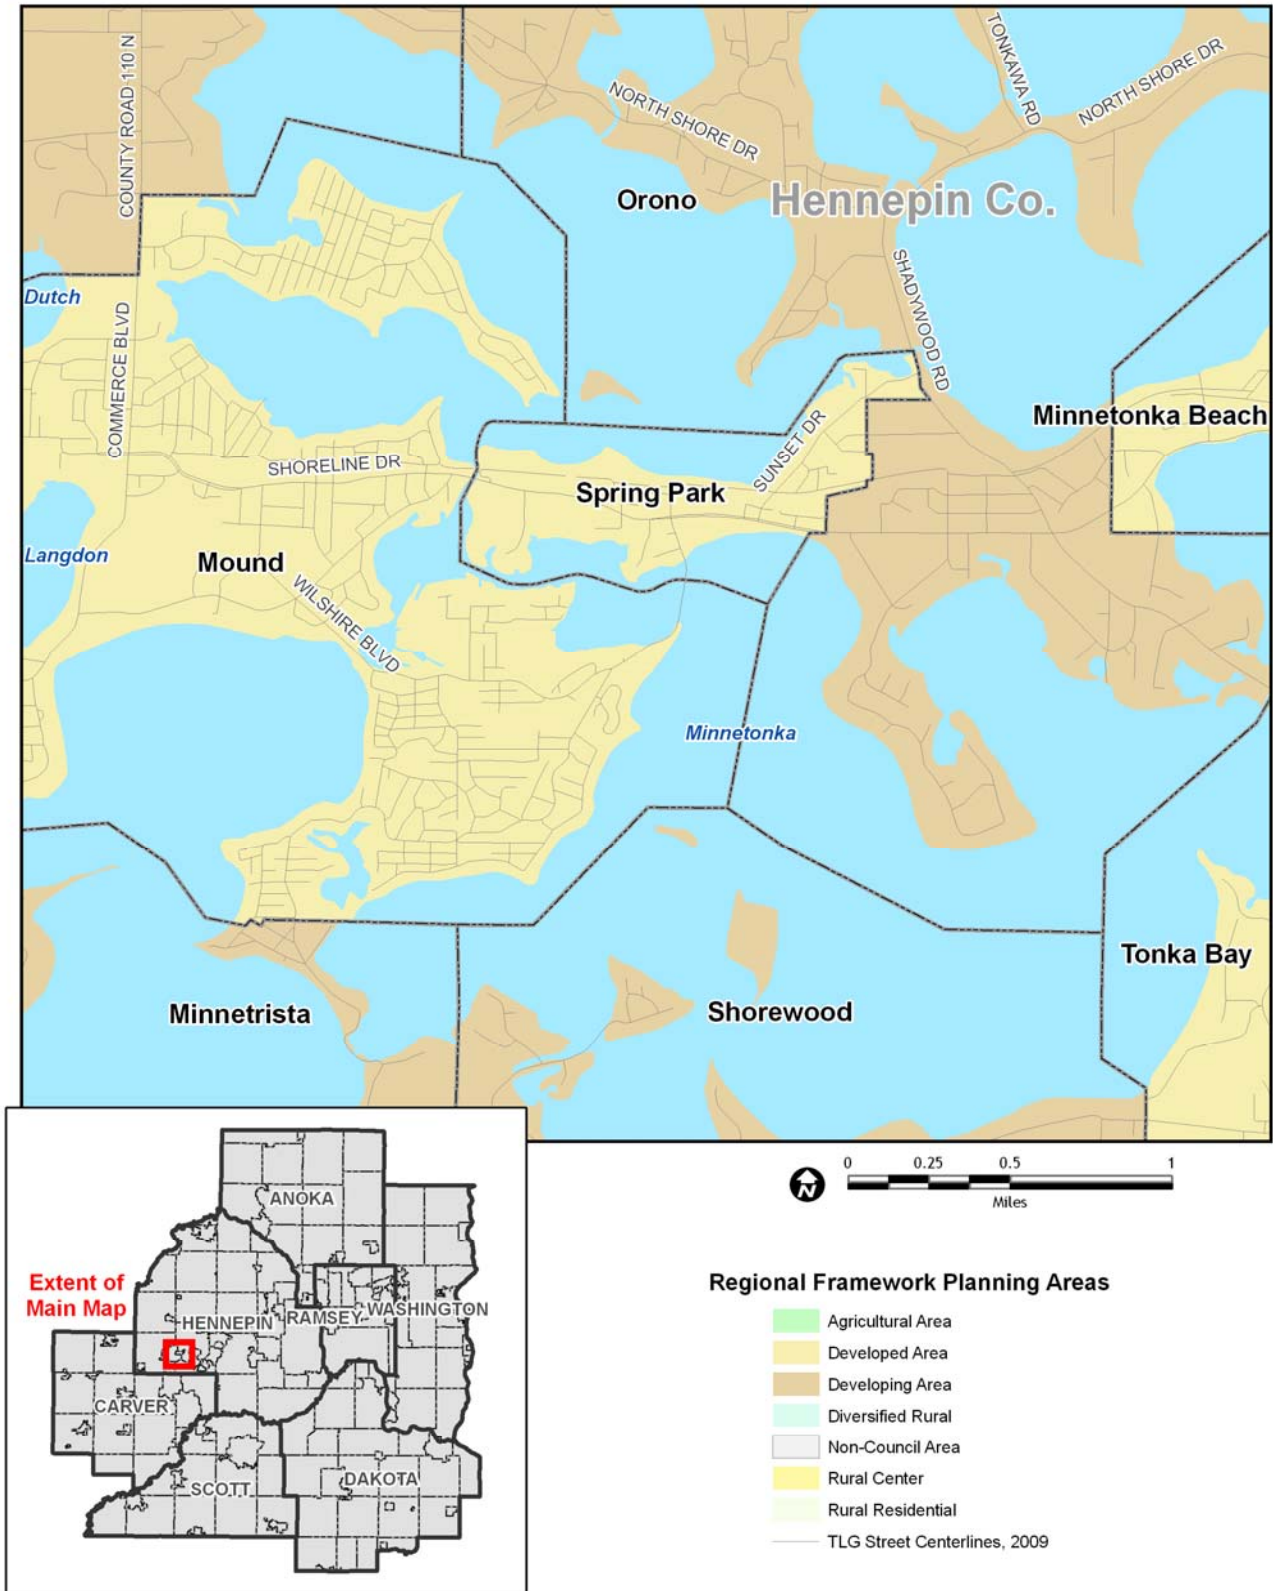 COUNTY ROAD 110 N
TONKAWA RD
NORTH SHORE DR
NORTH SHORE DR
Orono
Hennepin Co.
SHADYWOOD RD
Dutch
COMMERCE BLVD
Minnetonka Beach
SUNSET DR
SHORELINE DR
Spring Park
Langdon
Mound
WILSHIRE BLVD
Minnetonka
Tonka Bay
Minnetrista
Shorewood
0 0.25 0.5 1
Miles
N
ANOKA
Extent of
Main Map
HENNEPIN
RAMSEY
WASHINGTON
CARVER
SCOTT
DAKOTA
Regional Framework Planning Areas
Agricultural Area
Developed Area
Developing Area
Diversified Rural
Non-Council Area
Rural Center
Rural Residential
TLG Street Centerlines, 2009